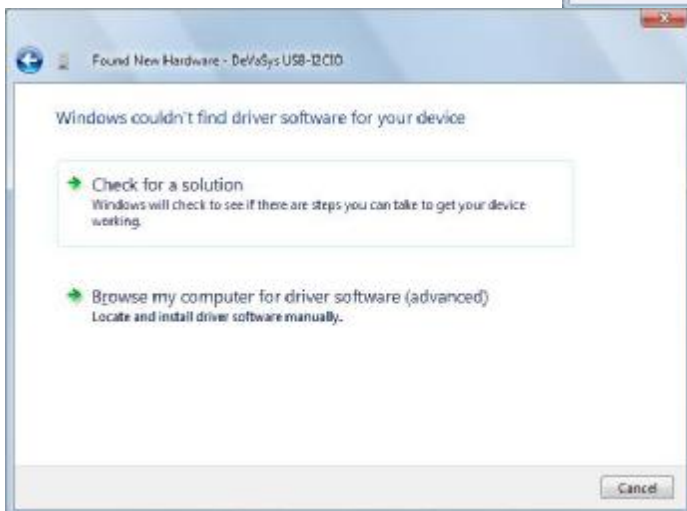 Found New Hardware - DeVaSys USB-I2CIO
Windows couldn't find driver software for your device
Check for a solution
Windows will check to see if there are steps you can take to get your device
working.
Browse my computer for driver software (advanced)
Locate and install driver software manually.
Cancel